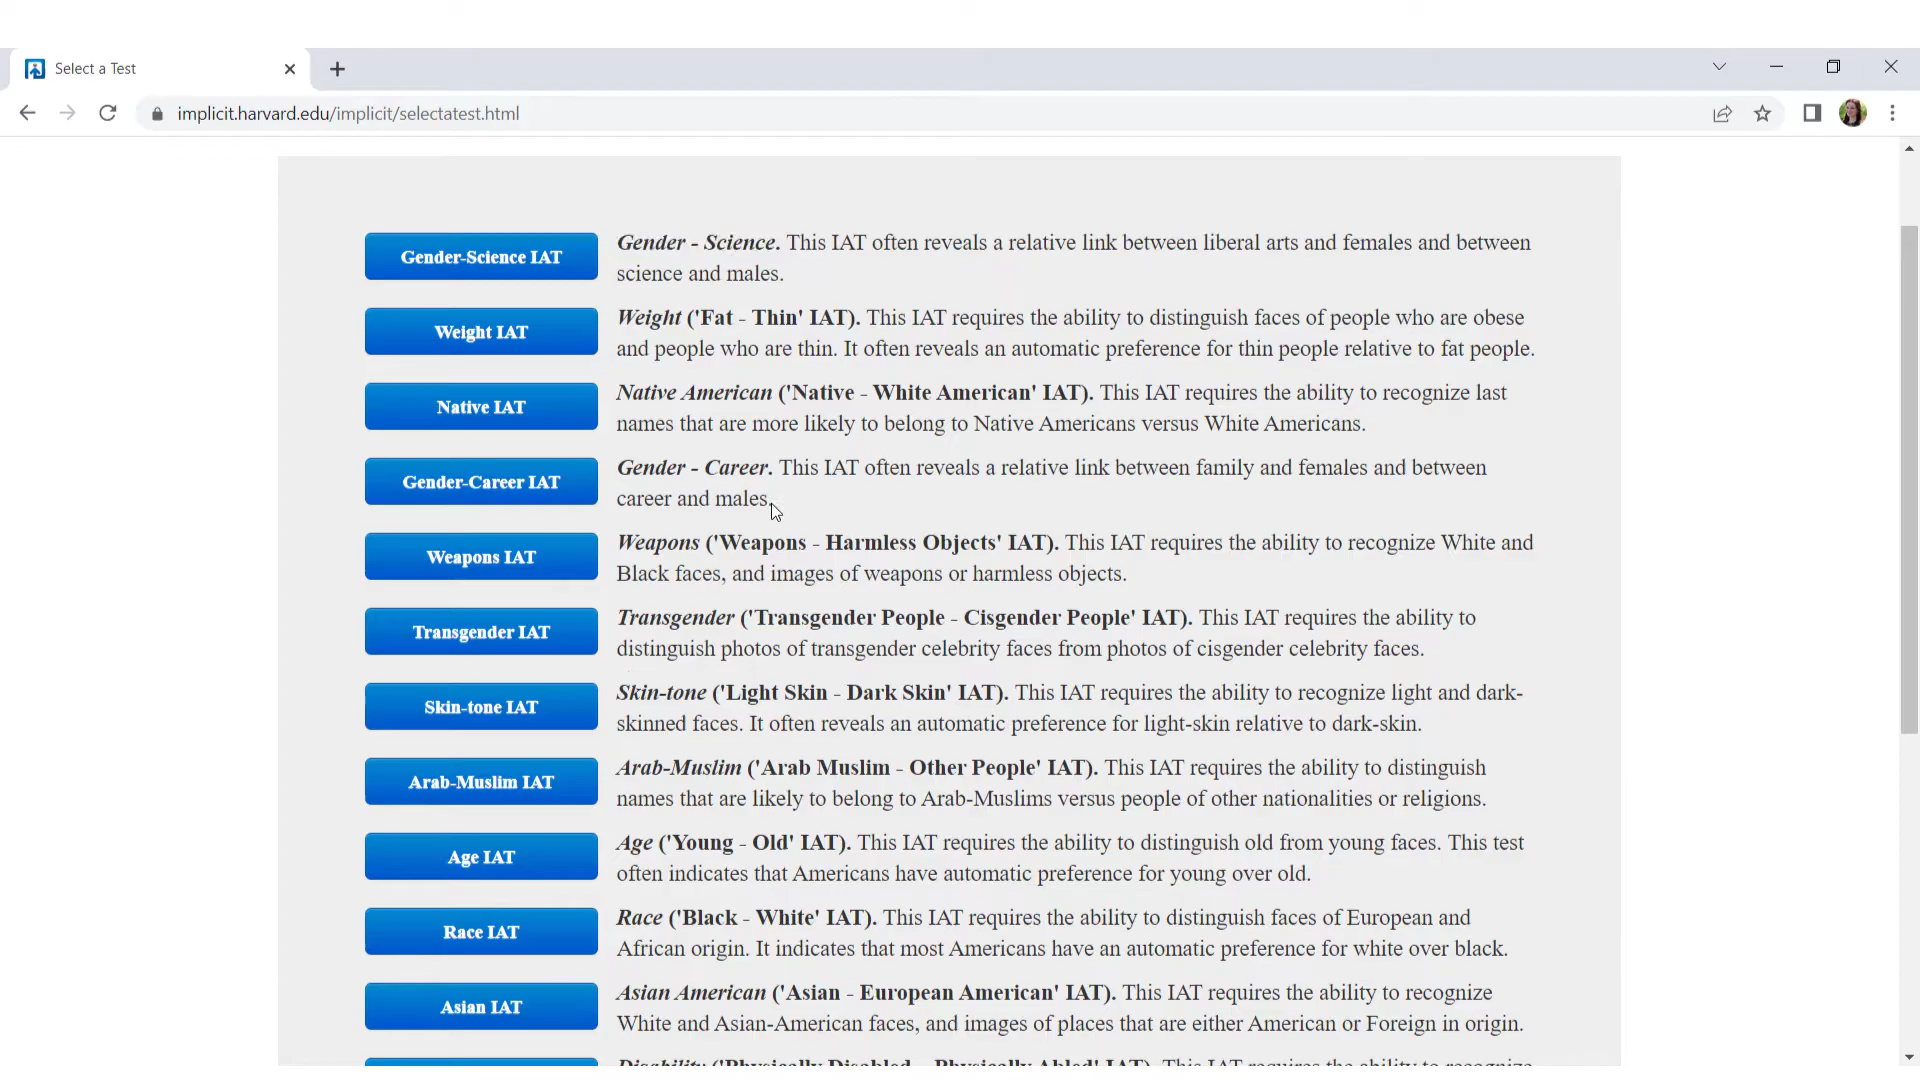 Select a Test
implicit.harvard.edu/implicit/selectatest.html
Gender-Science IAT
Gender - Science. This IAT often reveals a relative link between liberal arts and females and between
science and males.
Weight IAT
Weight ('Fat - Thin' IAT). This IAT requires the ability to distinguish faces of people who are obese
and people who are thin. It often reveals an automatic preference for thin people relative to fat people.
Native IAT
Native American ('Native - White American' IAT). This IAT requires the ability to recognize last
names that are more likely to belong to Native Americans versus White Americans.
Gender-Career IAT
Gender - Career. This IAT often reveals a relative link between family and females and between
career and males.
Weapons IAT
Weapons ('Weapons - Harmless Objects' IAT). This IAT requires the ability to recognize White and
Black faces, and images of weapons or harmless objects.
Transgender IAT
Transgender ('Transgender People - Cisgender People' IAT). This IAT requires the ability to
distinguish photos of transgender celebrity faces from photos of cisgender celebrity faces.
Skin-tone IAT
Skin-tone ('Light Skin - Dark Skin' IAT). This IAT requires the ability to recognize light and dark-
skinned faces. It often reveals an automatic preference for light-skin relative to dark-skin.
Arab-Muslim IAT
Arab-Muslim ('Arab Muslim - Other People' IAT). This IAT requires the ability to distinguish
names that are likely to belong to Arab-Muslims versus people of other nationalities or religions.
Age IAT
Age ('Young - Old' IAT). This IAT requires the ability to distinguish old from young faces. This test
often indicates that Americans have automatic preference for young over old.
Race IAT
Race ('Black - White' IAT). This IAT requires the ability to distinguish faces of European and
African origin. It indicates that most Americans have an automatic preference for white over black.
Asian IAT
Asian American ('Asian - European American' IAT). This IAT requires the ability to recognize
White and Asian-American faces, and images of places that are either American or Foreign in origin.
Disability ('Physically Disabled - Physically Abled' IAT). This IAT requires the ability to recognize